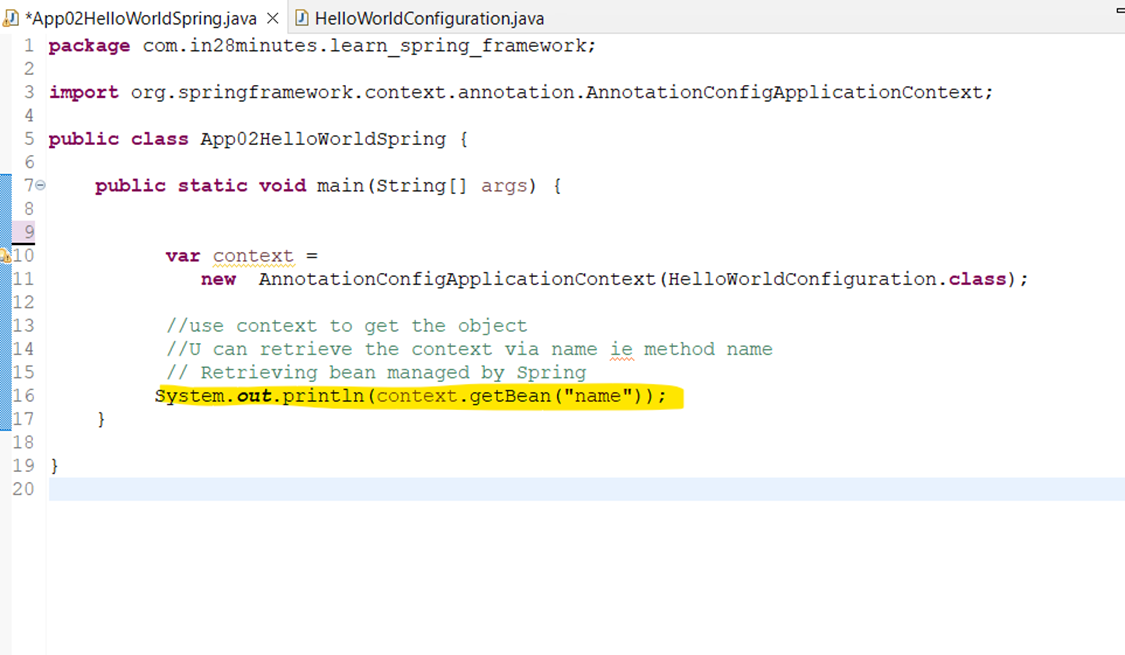 *App02HelloWorldSpring.java HelloWorldConfiguration.java
1 package com.in28minutes.learn_spring_framework;
2
3 import org.springframework.context.annotation.AnnotationConfigApplicationContext;
4
5 public class App02HelloWorldSpring {
6
7 public static void main(String[] args) {
8
9
10 var context =
11 new  AnnotationConfigApplicationContext(HelloWorldConfiguration.class);
12
13 //use context to get the object
14 //U can retrieve the context via name ie method name
15 // Retrieving bean managed by Spring
16 System.out.println(context.getBean("name"));
17 }
18
19 }
20